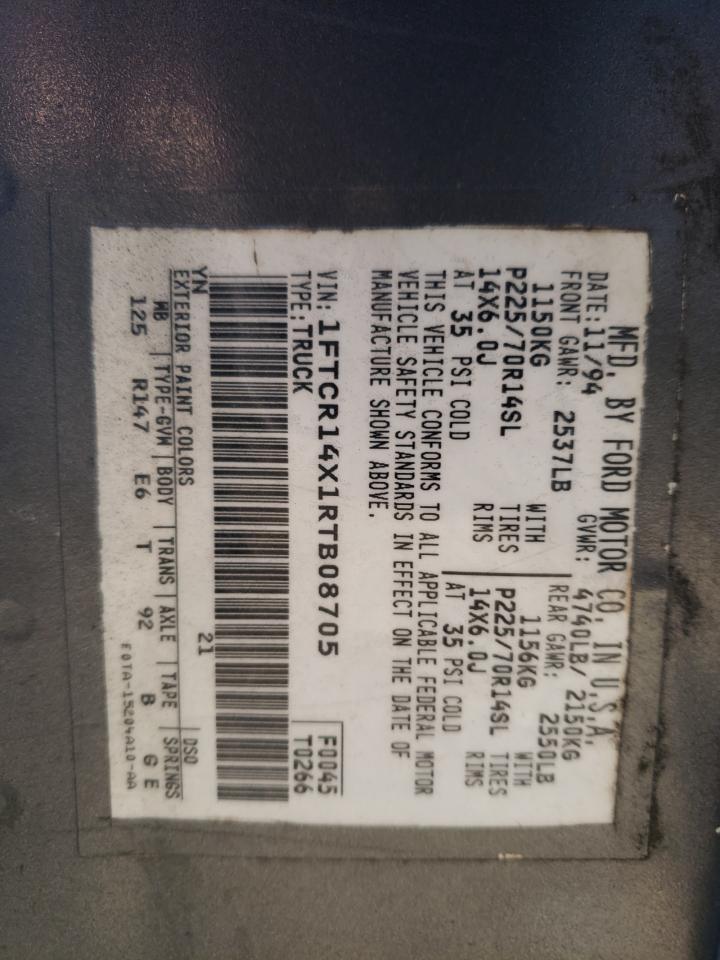 MFD. BY FORD MOTOR CO. IN U.S.A.
DATE: 11/94 GVWR: 4740LB/ 2150KG
FRONT GAWR: 2537LB REAR GAWR: 2550LB
1150KG WITH 1156KG WITH
P225/70R14SL TIRES P225/70R14SL TIRES
14X6.0J RIMS 14X6.0J RIMS
AT 35 PSI COLD AT 35 PSI COLD
THIS VEHICLE CONFORMS TO ALL APPLICABLE FEDERAL MOTOR
VEHICLE SAFETY STANDARDS IN EFFECT ON THE DATE OF
MANUFACTURE SHOWN ABOVE.
VIN: 1FTCR14X1RTB08705 F0045
TYPE: TRUCK T0266
YN 21
EXTERIOR PAINT COLORS DSO
WB | TYPE-GVM | BODY | TRANS | AXLE | TAPE | SPRINGS
125 R147 E6 T 92 B G E
F0TA-15204A10-AA